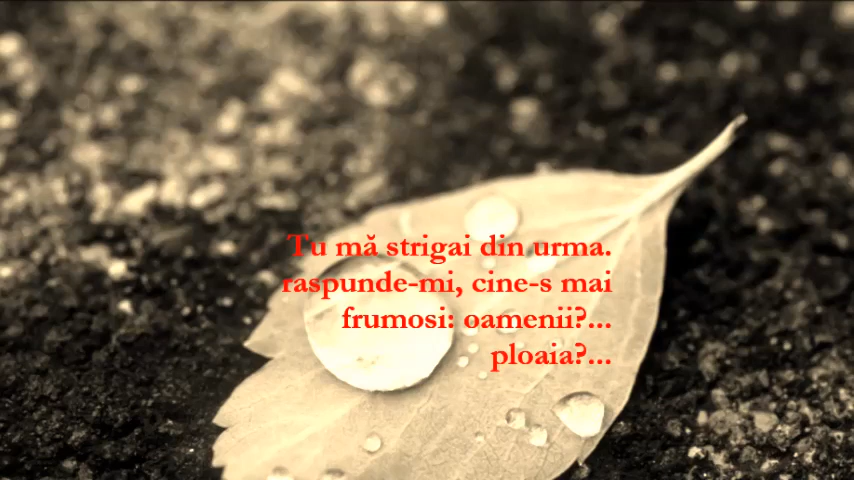 Tu mă strigai din urma.
raspunde-mi, cine-s mai
frumosi: oamenii?...
ploaia?...